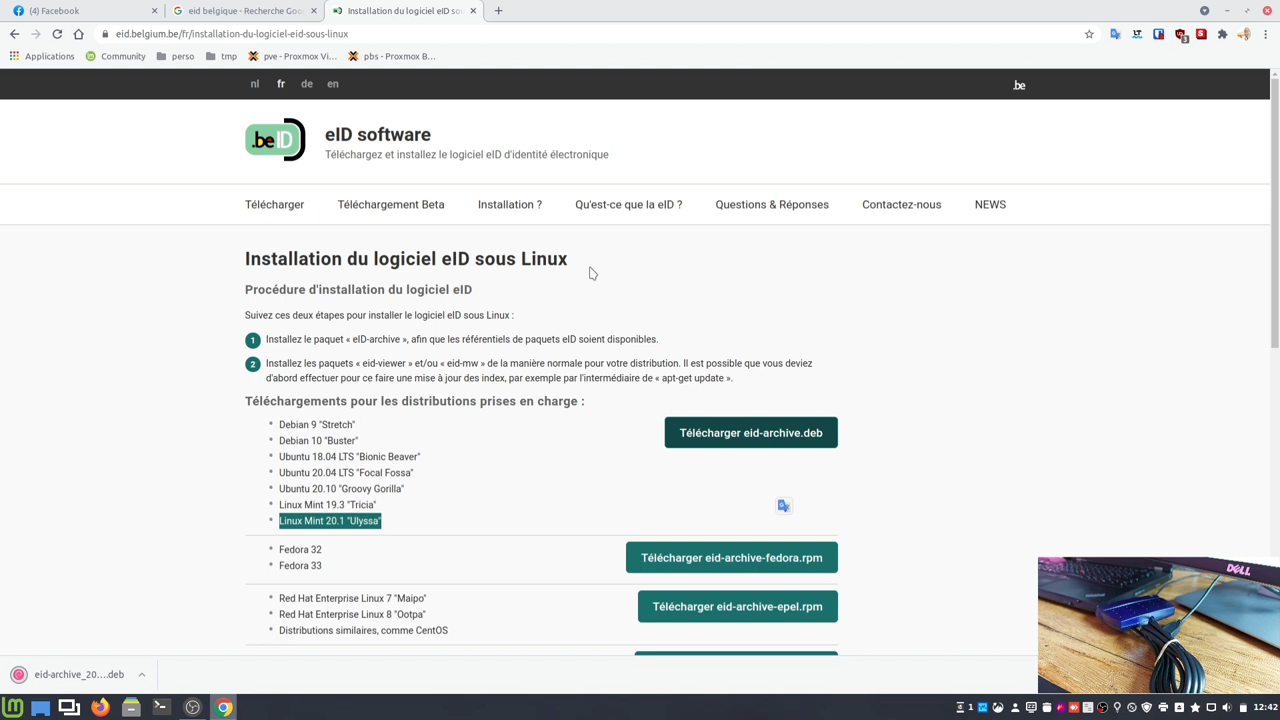 (4) Facebook
eid belgique - Recherche Goo
Installation du logiciel eID sou
eid.belgium.be/fr/installation-du-logiciel-eid-sous-linux
Applications
Community
perso
tmp
pve - Proxmox Vi...
pbs - Proxmox B...
nl fr de en
.be
.beID
eID software
Téléchargez et installez le logiciel eID d'identité électronique
Télécharger
Téléchargement Beta
Installation ?
Qu'est-ce que la eID ?
Questions & Réponses
Contactez-nous
NEWS
Installation du logiciel eID sous Linux
Procédure d'installation du logiciel eID
Suivez ces deux étapes pour installer le logiciel eID sous Linux :
1 Installez le paquet « eID-archive », afin que les référentiels de paquets eID soient disponibles.
2 Installez les paquets « eid-viewer » et/ou « eid-mw » de la manière normale pour votre distribution. Il est possible que vous deviez
d'abord effectuer pour ce faire une mise à jour des index, par exemple par l'intermédiaire de « apt-get update ».
Téléchargements pour les distributions prises en charge :
* Debian 9 "Stretch"
* Debian 10 "Buster"
* Ubuntu 18.04 LTS "Bionic Beaver"
* Ubuntu 20.04 LTS "Focal Fossa"
* Ubuntu 20.10 "Groovy Gorilla"
* Linux Mint 19.3 "Tricia"
* Linux Mint 20.1 "Ulyssa"
Télécharger eid-archive.deb
* Fedora 32
* Fedora 33
Télécharger eid-archive-fedora.rpm
* Red Hat Enterprise Linux 7 "Maipo"
* Red Hat Enterprise Linux 8 "Ootpa"
* Distributions similaires, comme CentOS
Télécharger eid-archive-epel.rpm
DELL
eid-archive_20....deb
1
12:42